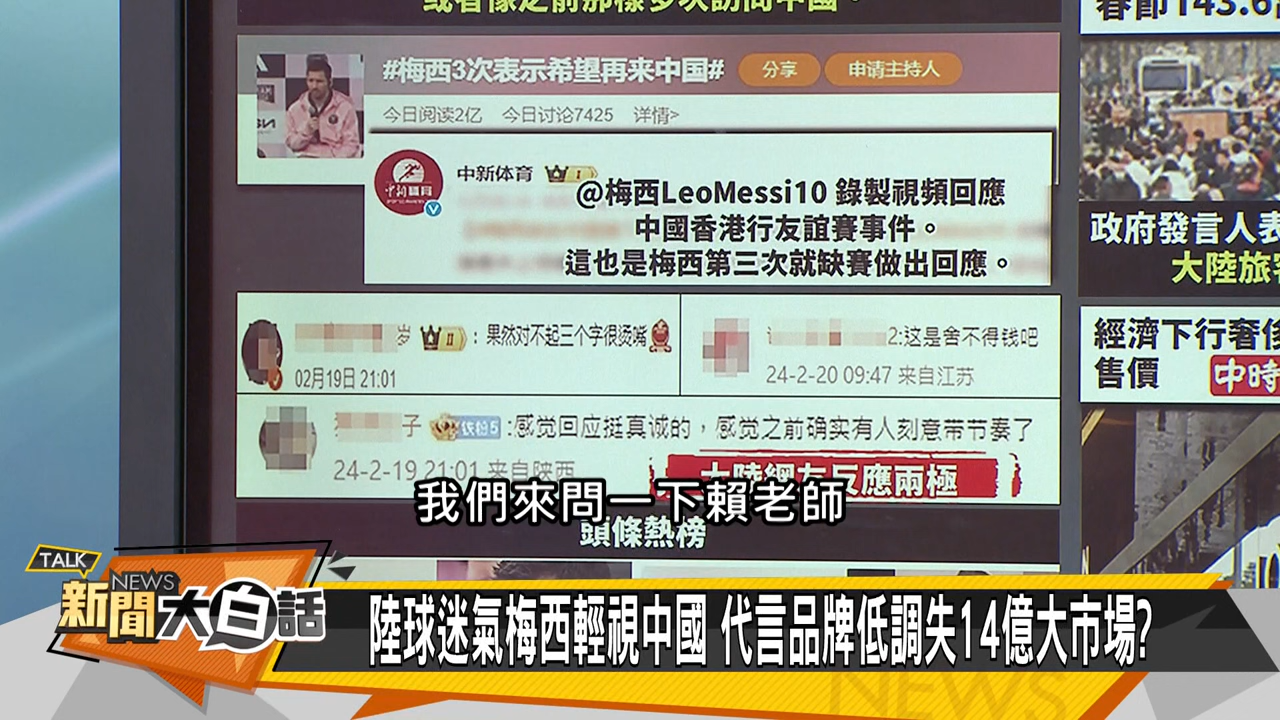 或者像之前那樣多次訪問中國。
#梅西3次表示希望再来中国#
分享
申请主持人
今日阅读2亿 今日讨论7425 详情>
中新体育
@梅西LeoMessi10 錄製視頻回應
中國香港行友誼賽事件。
這也是梅西第三次就缺賽做出回應。
岁 II :果然对不起三个字很烫嘴
02月19日 21:01
2:这是舍不得钱吧
24-2-20 09:47 来自江苏
子 铁粉5 :感觉回应挺真诚的,感觉之前确实有人刻意带节奏了
24-2-19 21:01 来自陕西
大陸網友反應兩極
我們來問一下賴老師
頭條熱榜
春節143.6
政府發言人表
大陸旅客
經濟下行奢侈
售價
中時
TALK
NEWS
新聞大白話
陸球迷氣梅西輕視中國 代言品牌低調失14億大市場?
NEWS